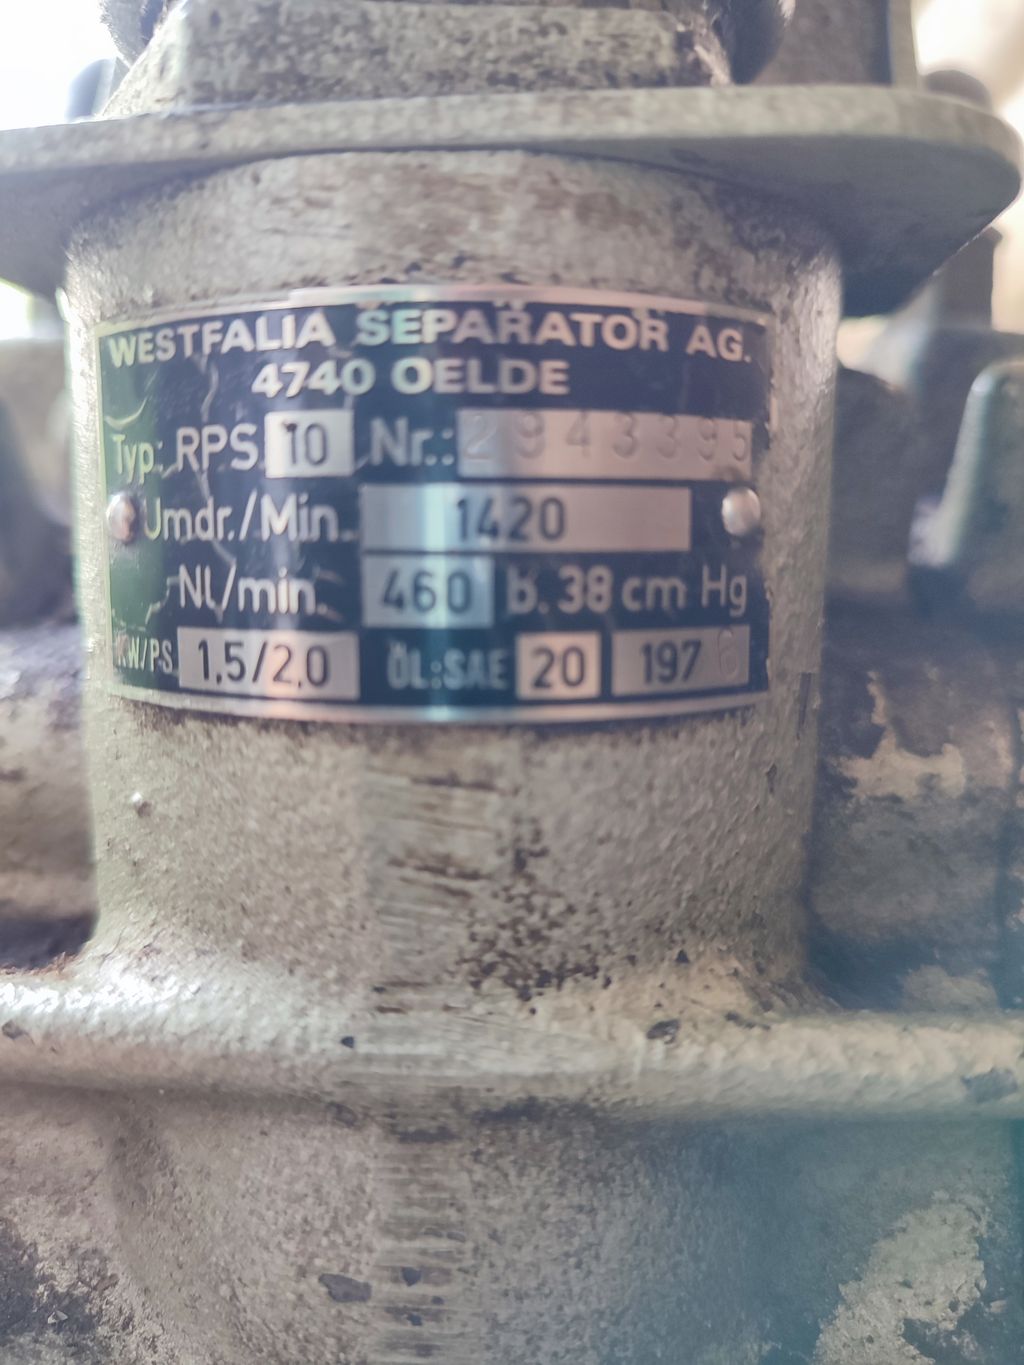 WESTFALIA SEPARATOR AG.
4740 OELDE
Typ: RPS 10 Nr.: 2943395
Umdr./Min. 1420
NL/min. 460 b. 38 cm Hg
KW/PS 1,5/2,0 ÖL:SAE 20 1976